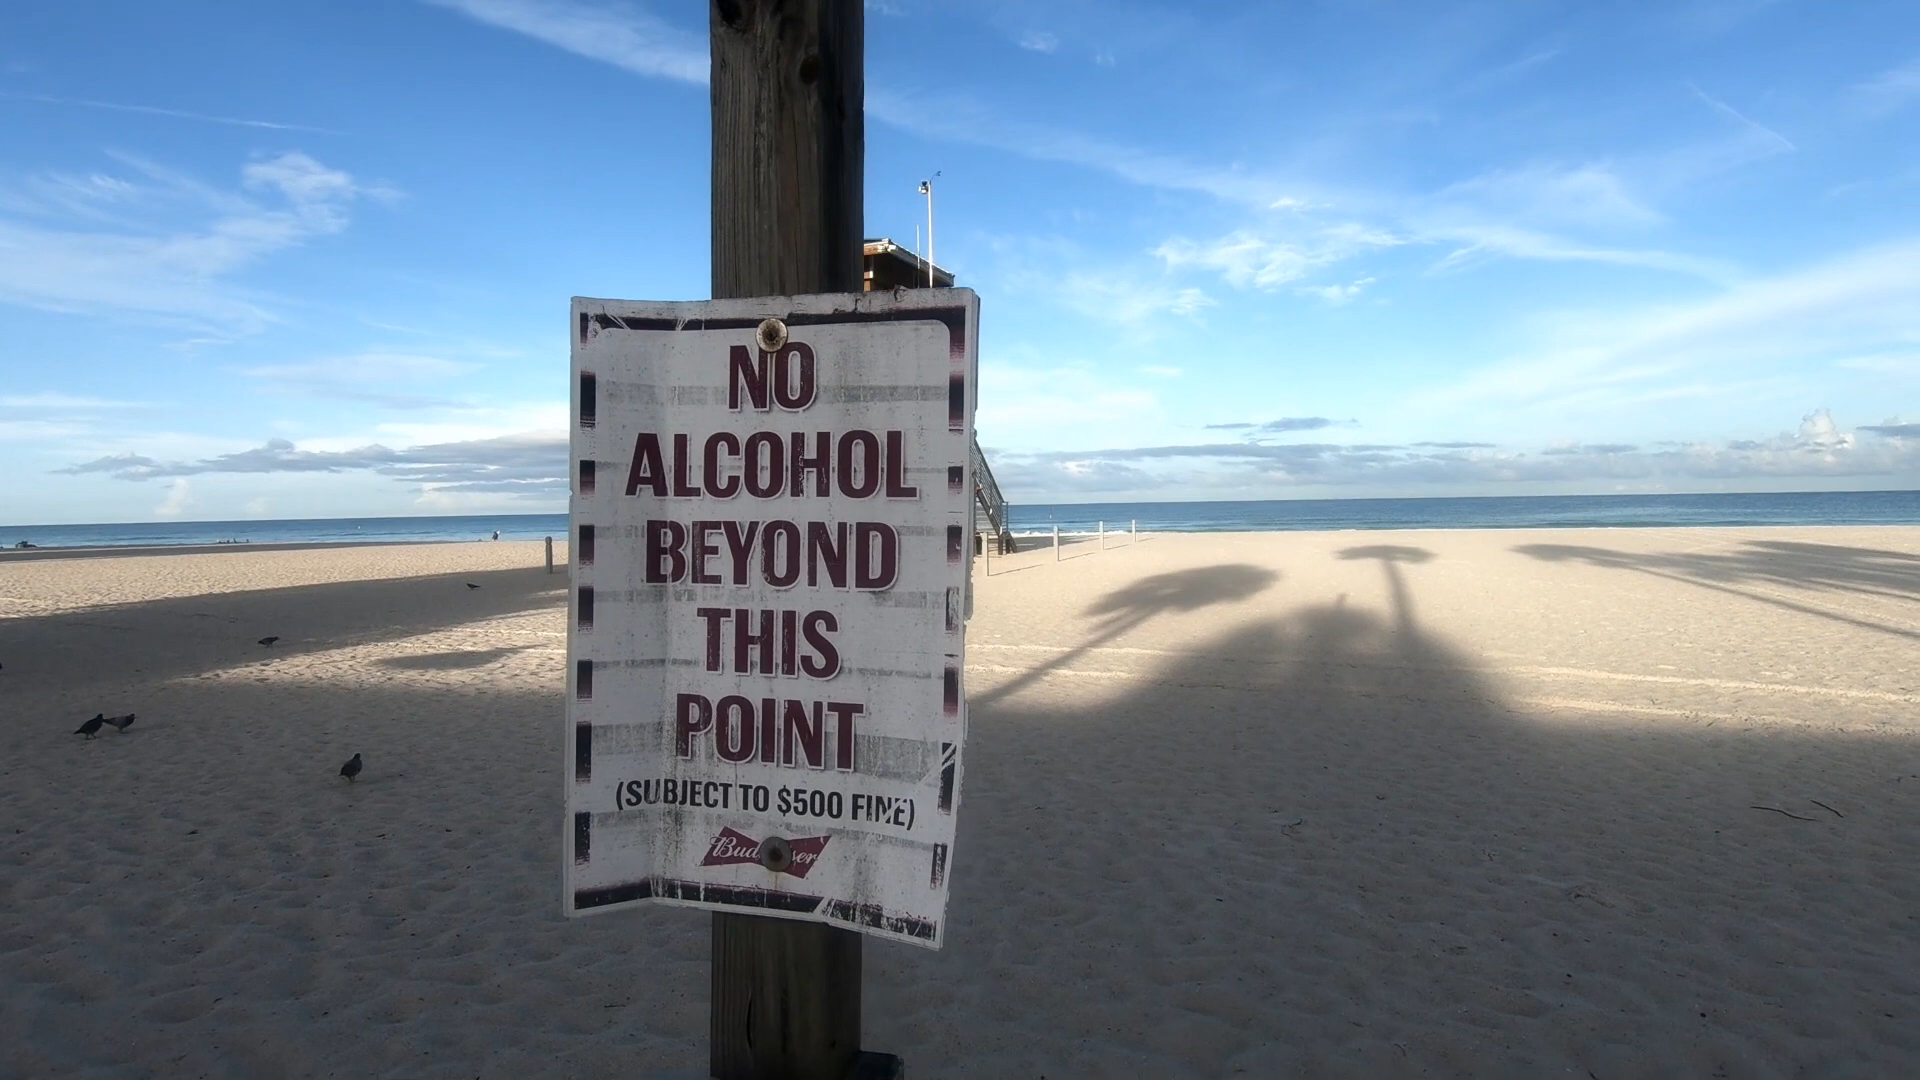 NO
ALCOHOL
BEYOND
THIS
POINT
(SUBJECT TO $500 FINE)
Budweiser